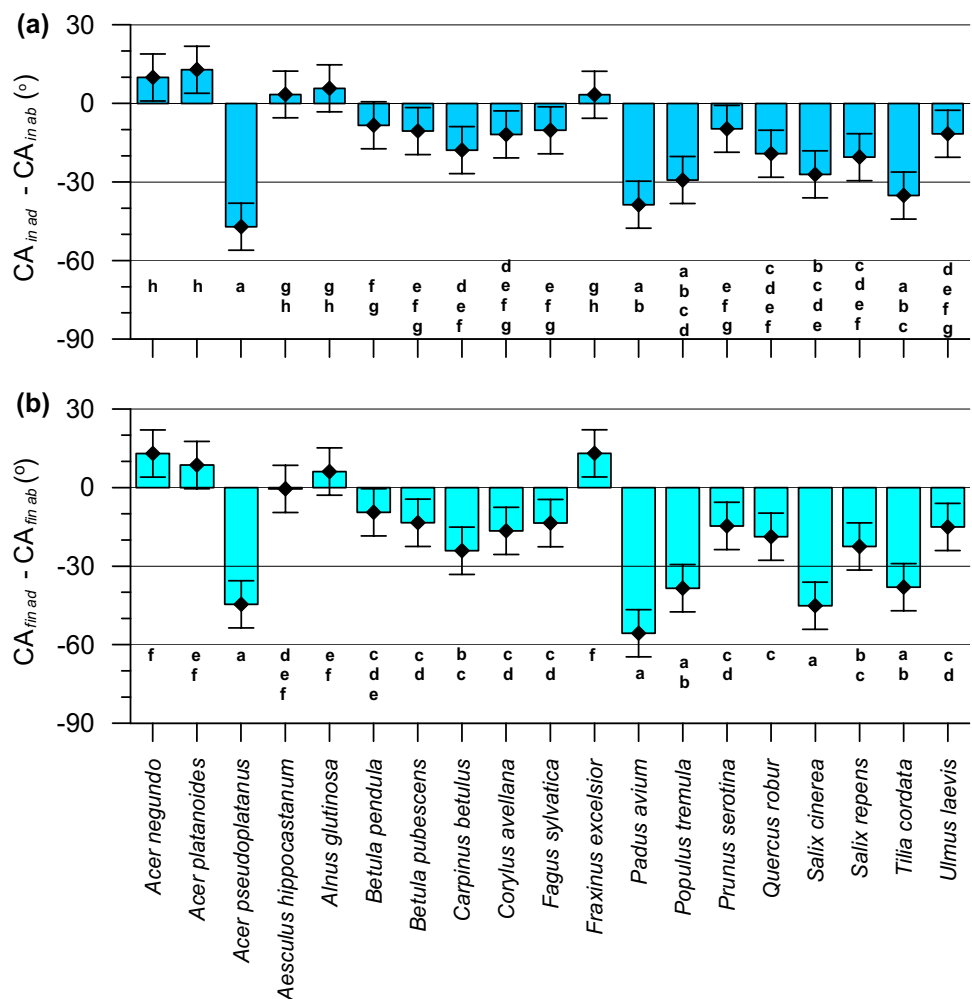 (a)
CA in ad - CA in ab (°)
30
0
-30
-60
-90
h h a g h g h f g e f g d e f d e f g e f g g h a b a b c d e f g c d e f b c d e c d e f a b c d e f g
(b)
CA fin ad - CA fin ab (°)
30
0
-30
-60
-90
f e f a d e f e f c d e c d b c c d c d f a a b c d c a b c a b c d
Acer negundo
Acer platanoides
Acer pseudoplatanus
Aesculus hippocastanum
Alnus glutinosa
Betula pendula
Betula pubescens
Carpinus betulus
Corylus avellana
Fagus sylvatica
Fraxinus excelsior
Padus avium
Populus tremula
Prunus serotina
Quercus robur
Salix cinerea
Salix repens
Tilia cordata
Ulmus laevis